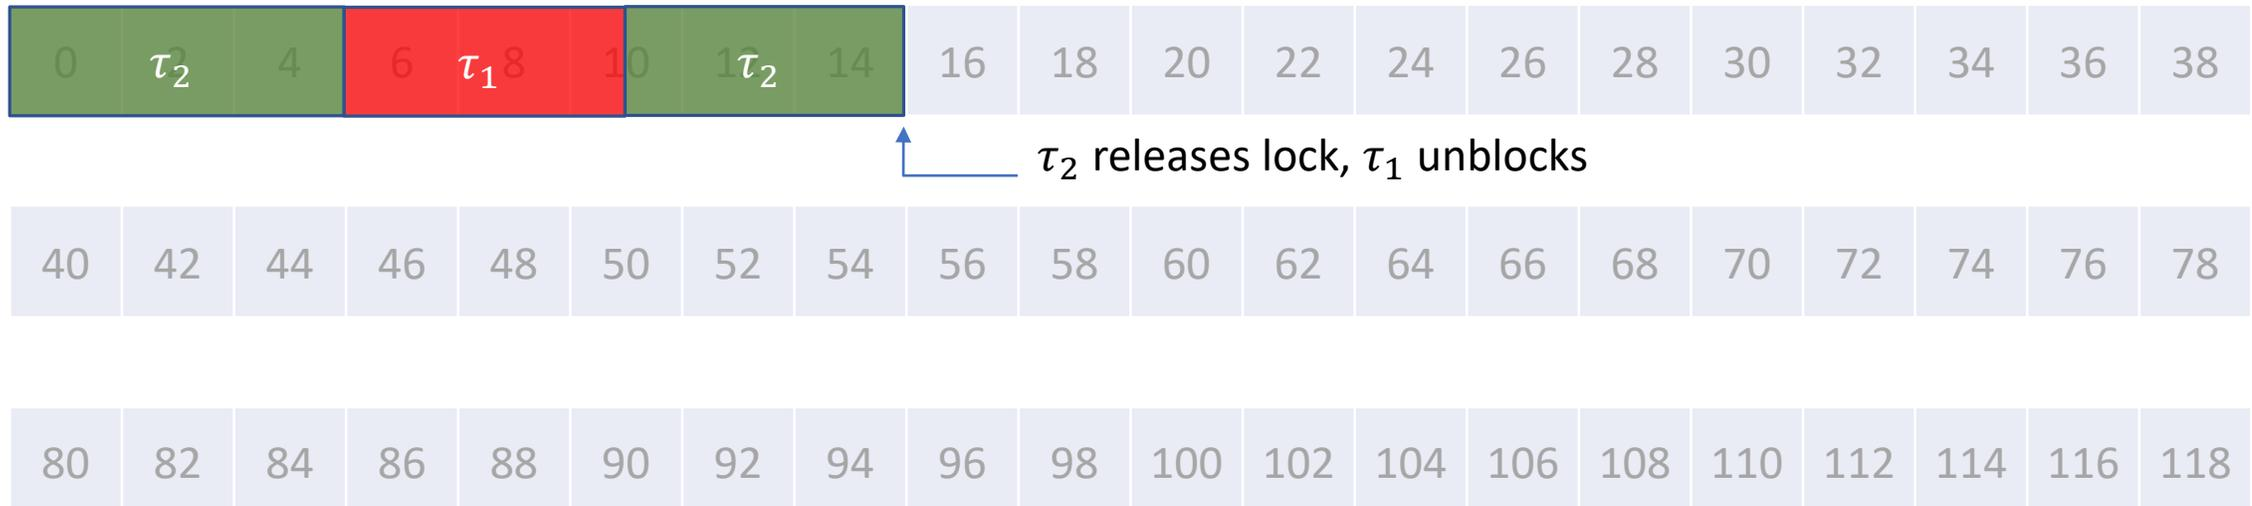 0 2 4 6 8 10 12 14 16 18 20 22 24 26 28 30 32 34 36 38
τ₂ τ₁ τ₂
τ₂ releases lock, τ₁ unblocks
40 42 44 46 48 50 52 54 56 58 60 62 64 66 68 70 72 74 76 78
80 82 84 86 88 90 92 94 96 98 100 102 104 106 108 110 112 114 116 118